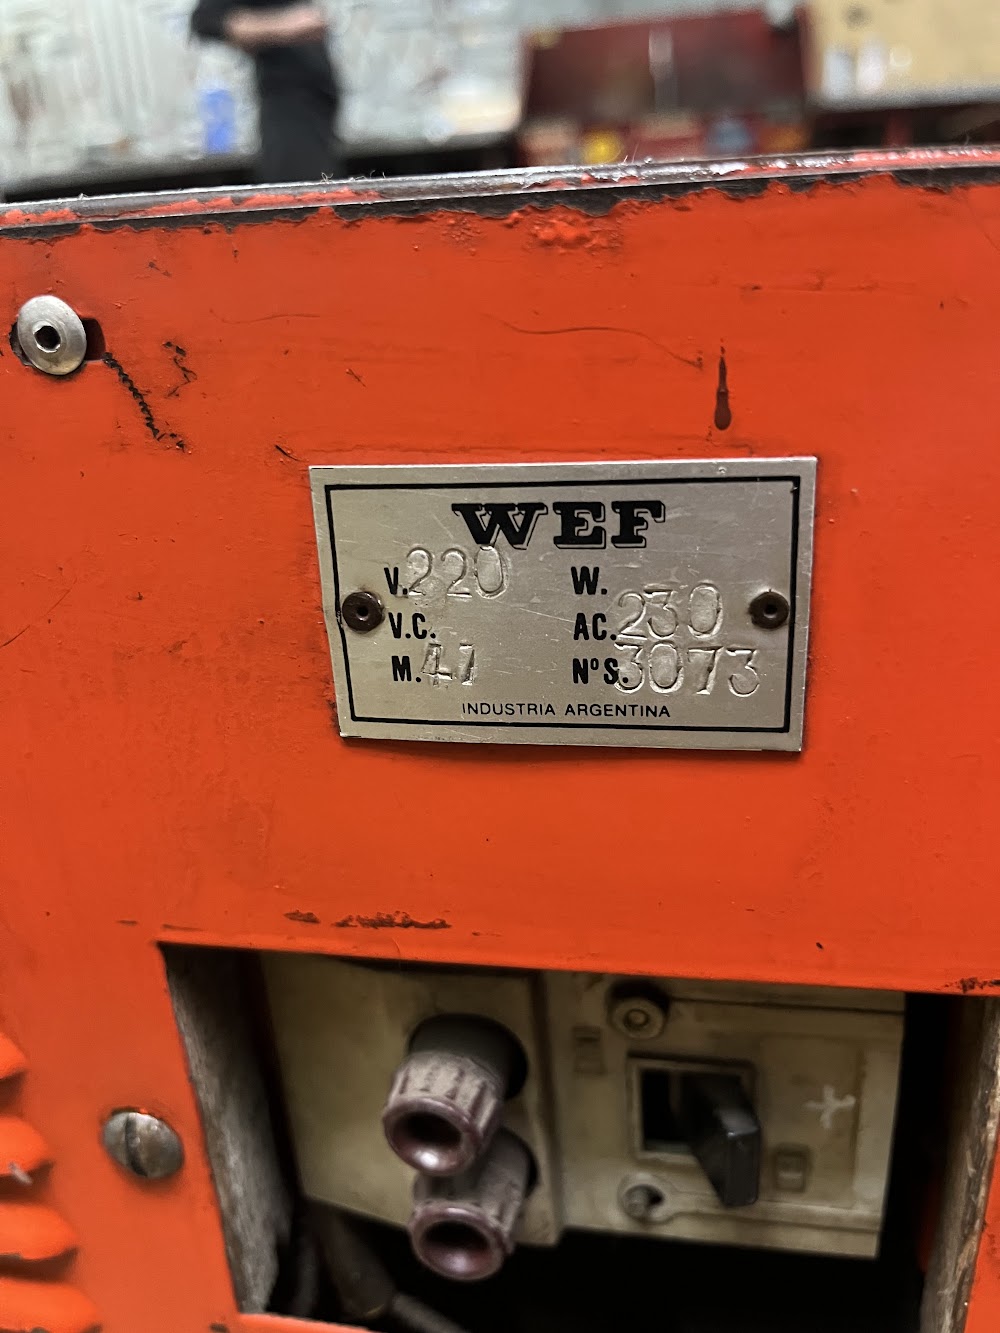 WEF
V. 220 W.
V.C. AC. 230
M. 41 Nº S. 3073
INDUSTRIA ARGENTINA